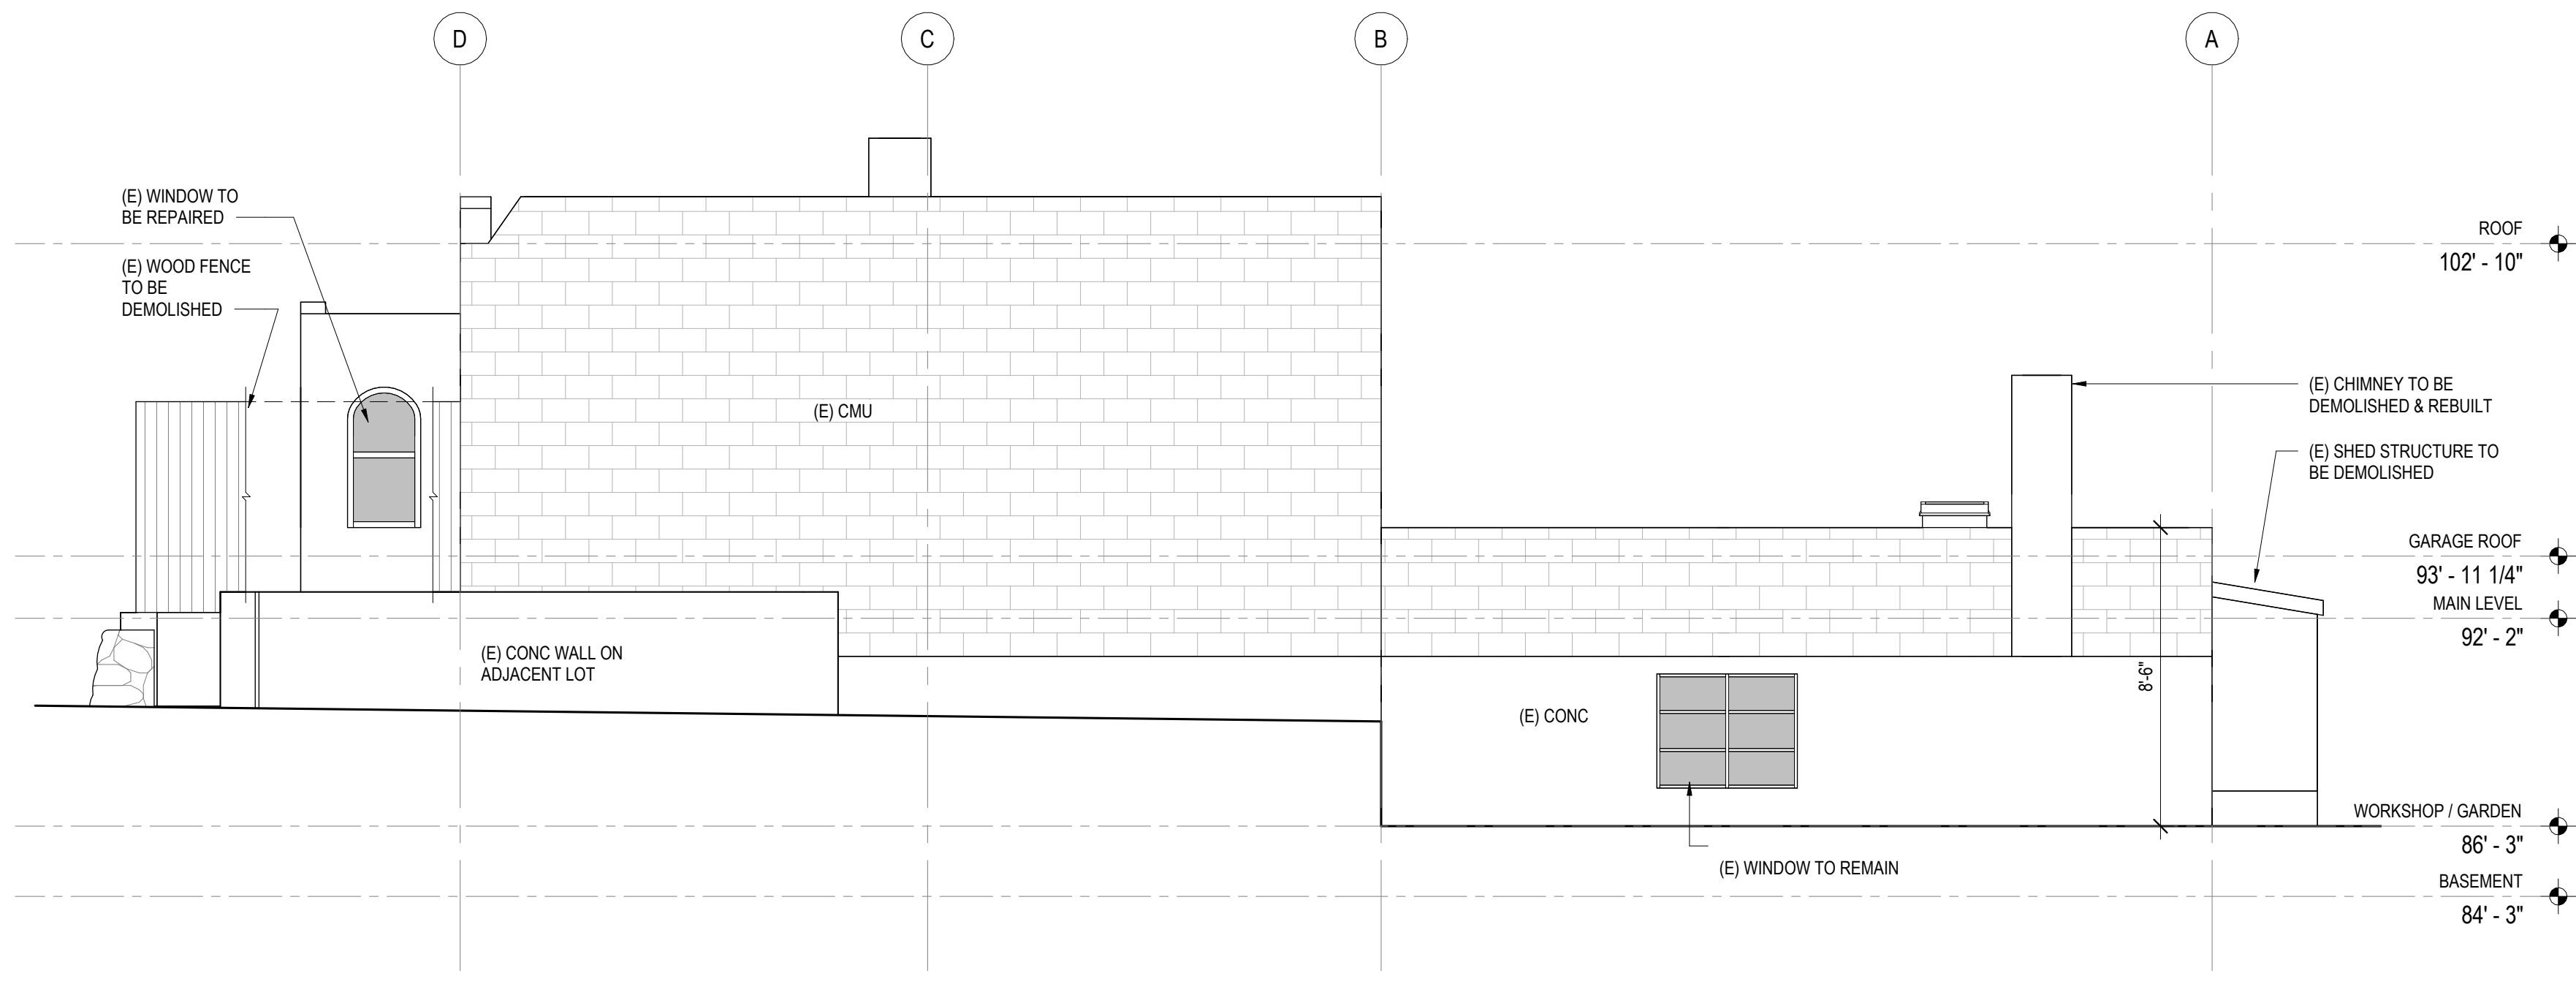 D
C
B
A
(E) WINDOW TO
BE REPAIRED
(E) WOOD FENCE
TO BE
DEMOLISHED
ROOF
102' - 10"
(E) CMU
(E) CHIMNEY TO BE
DEMOLISHED & REBUILT
(E) SHED STRUCTURE TO
BE DEMOLISHED
GARAGE ROOF
93' - 11 1/4"
MAIN LEVEL
92' - 2"
(E) CONC WALL ON
ADJACENT LOT
8'-6"
(E) CONC
WORKSHOP / GARDEN
86' - 3"
(E) WINDOW TO REMAIN
BASEMENT
84' - 3"